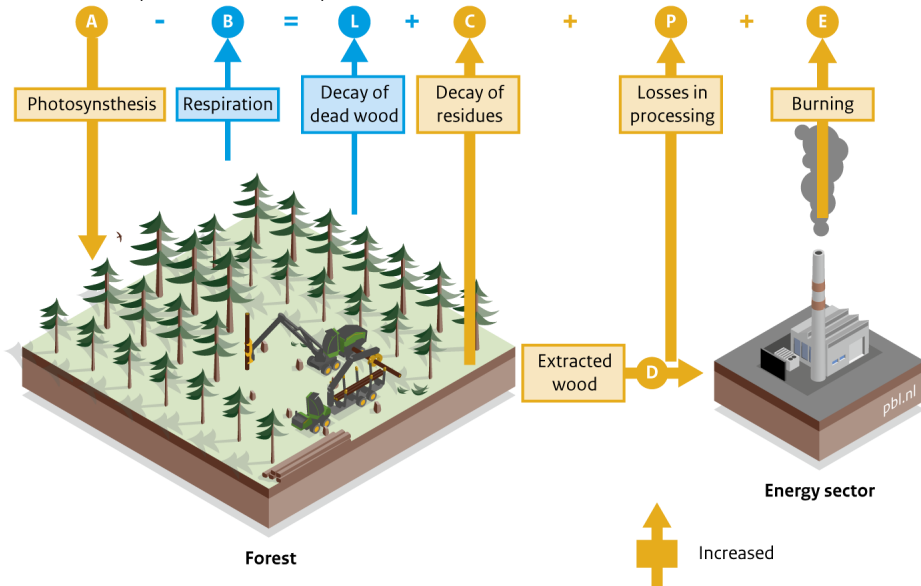 A - B = L + C + P + E
Photosynsthesis
Respiration
Decay of
dead wood
Decay of
residues
Losses in
processing
Burning
Extracted
wood
D
pbl.nl
Energy sector
Forest
Increased